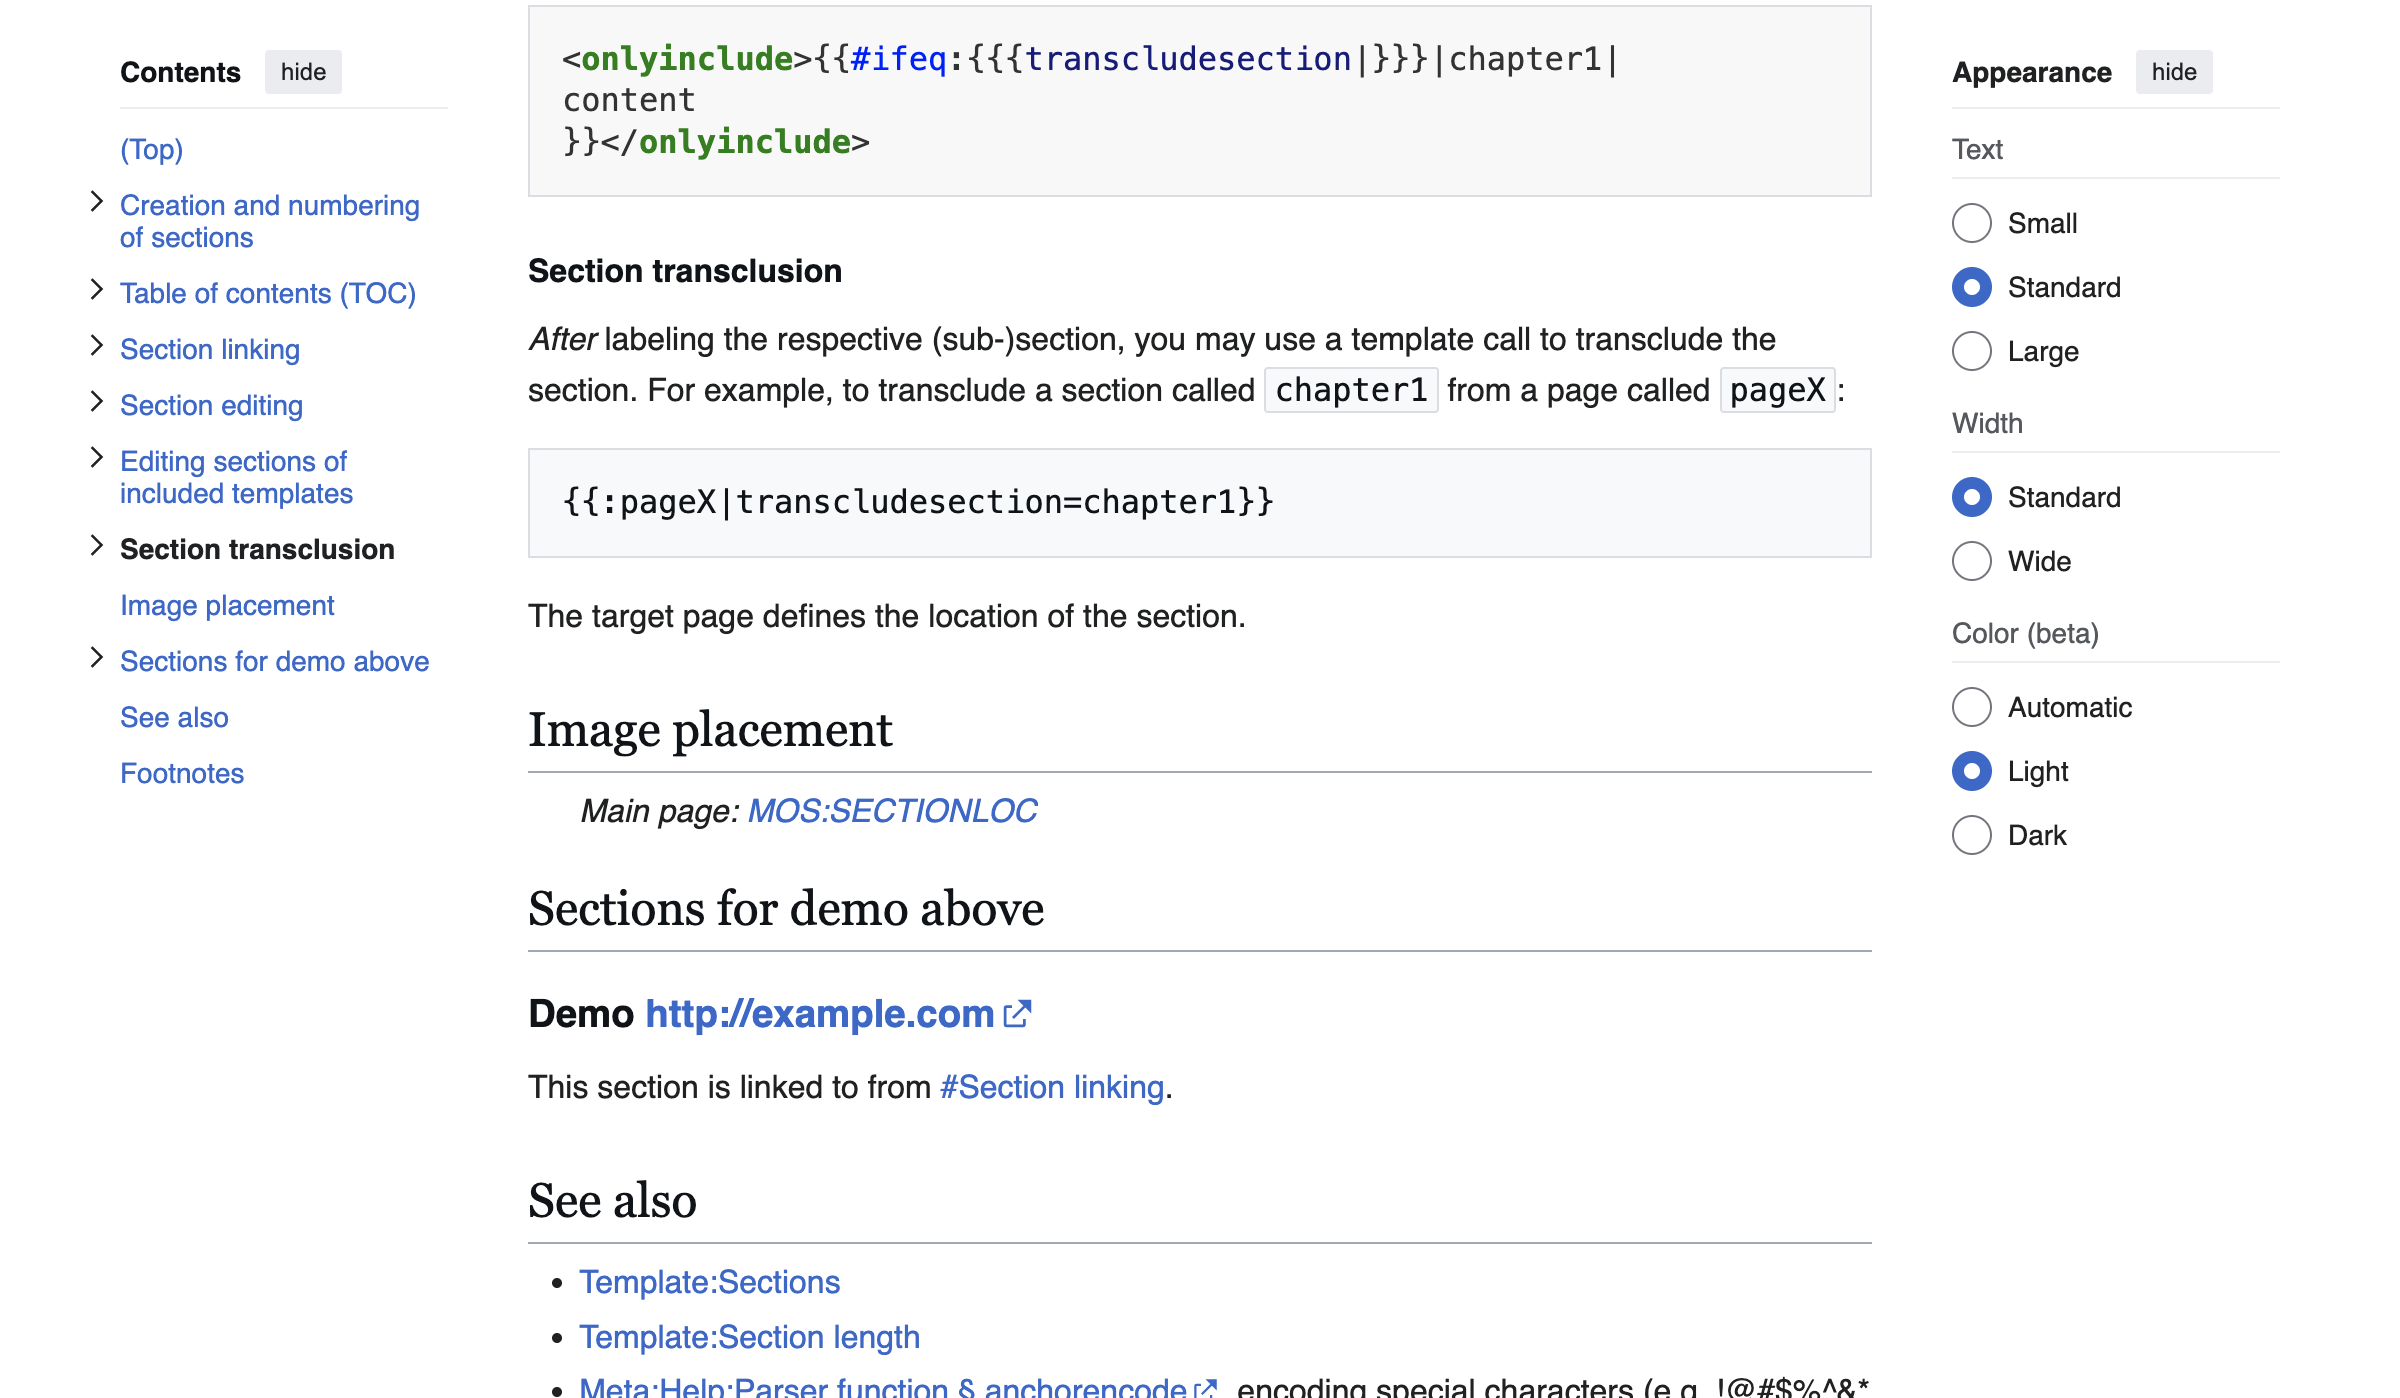 Contents hide
(Top)
Creation and numbering
of sections
Table of contents (TOC)
Section linking
Section editing
Editing sections of
included templates
Section transclusion
Image placement
Sections for demo above
See also
Footnotes
<onlyinclude>{{#ifeq:{{{transcludesection|}}}|chapter1|
content
}}</onlyinclude>
Section transclusion
After labeling the respective (sub-)section, you may use a template call to transclude the
section. For example, to transclude a section called chapter1 from a page called pageX:
{{:pageX|transcludesection=chapter1}}
The target page defines the location of the section.
Image placement
Main page: MOS:SECTIONLOC
Sections for demo above
Demo http://example.com
This section is linked to from #Section linking.
See also
• Template:Sections
• Template:Section length
• Meta:Help:Parser function § anchorencode, encoding special characters (e.g. !@#$%^&*
Appearance hide
Text
Small
Standard
Large
Width
Standard
Wide
Color (beta)
Automatic
Light
Dark